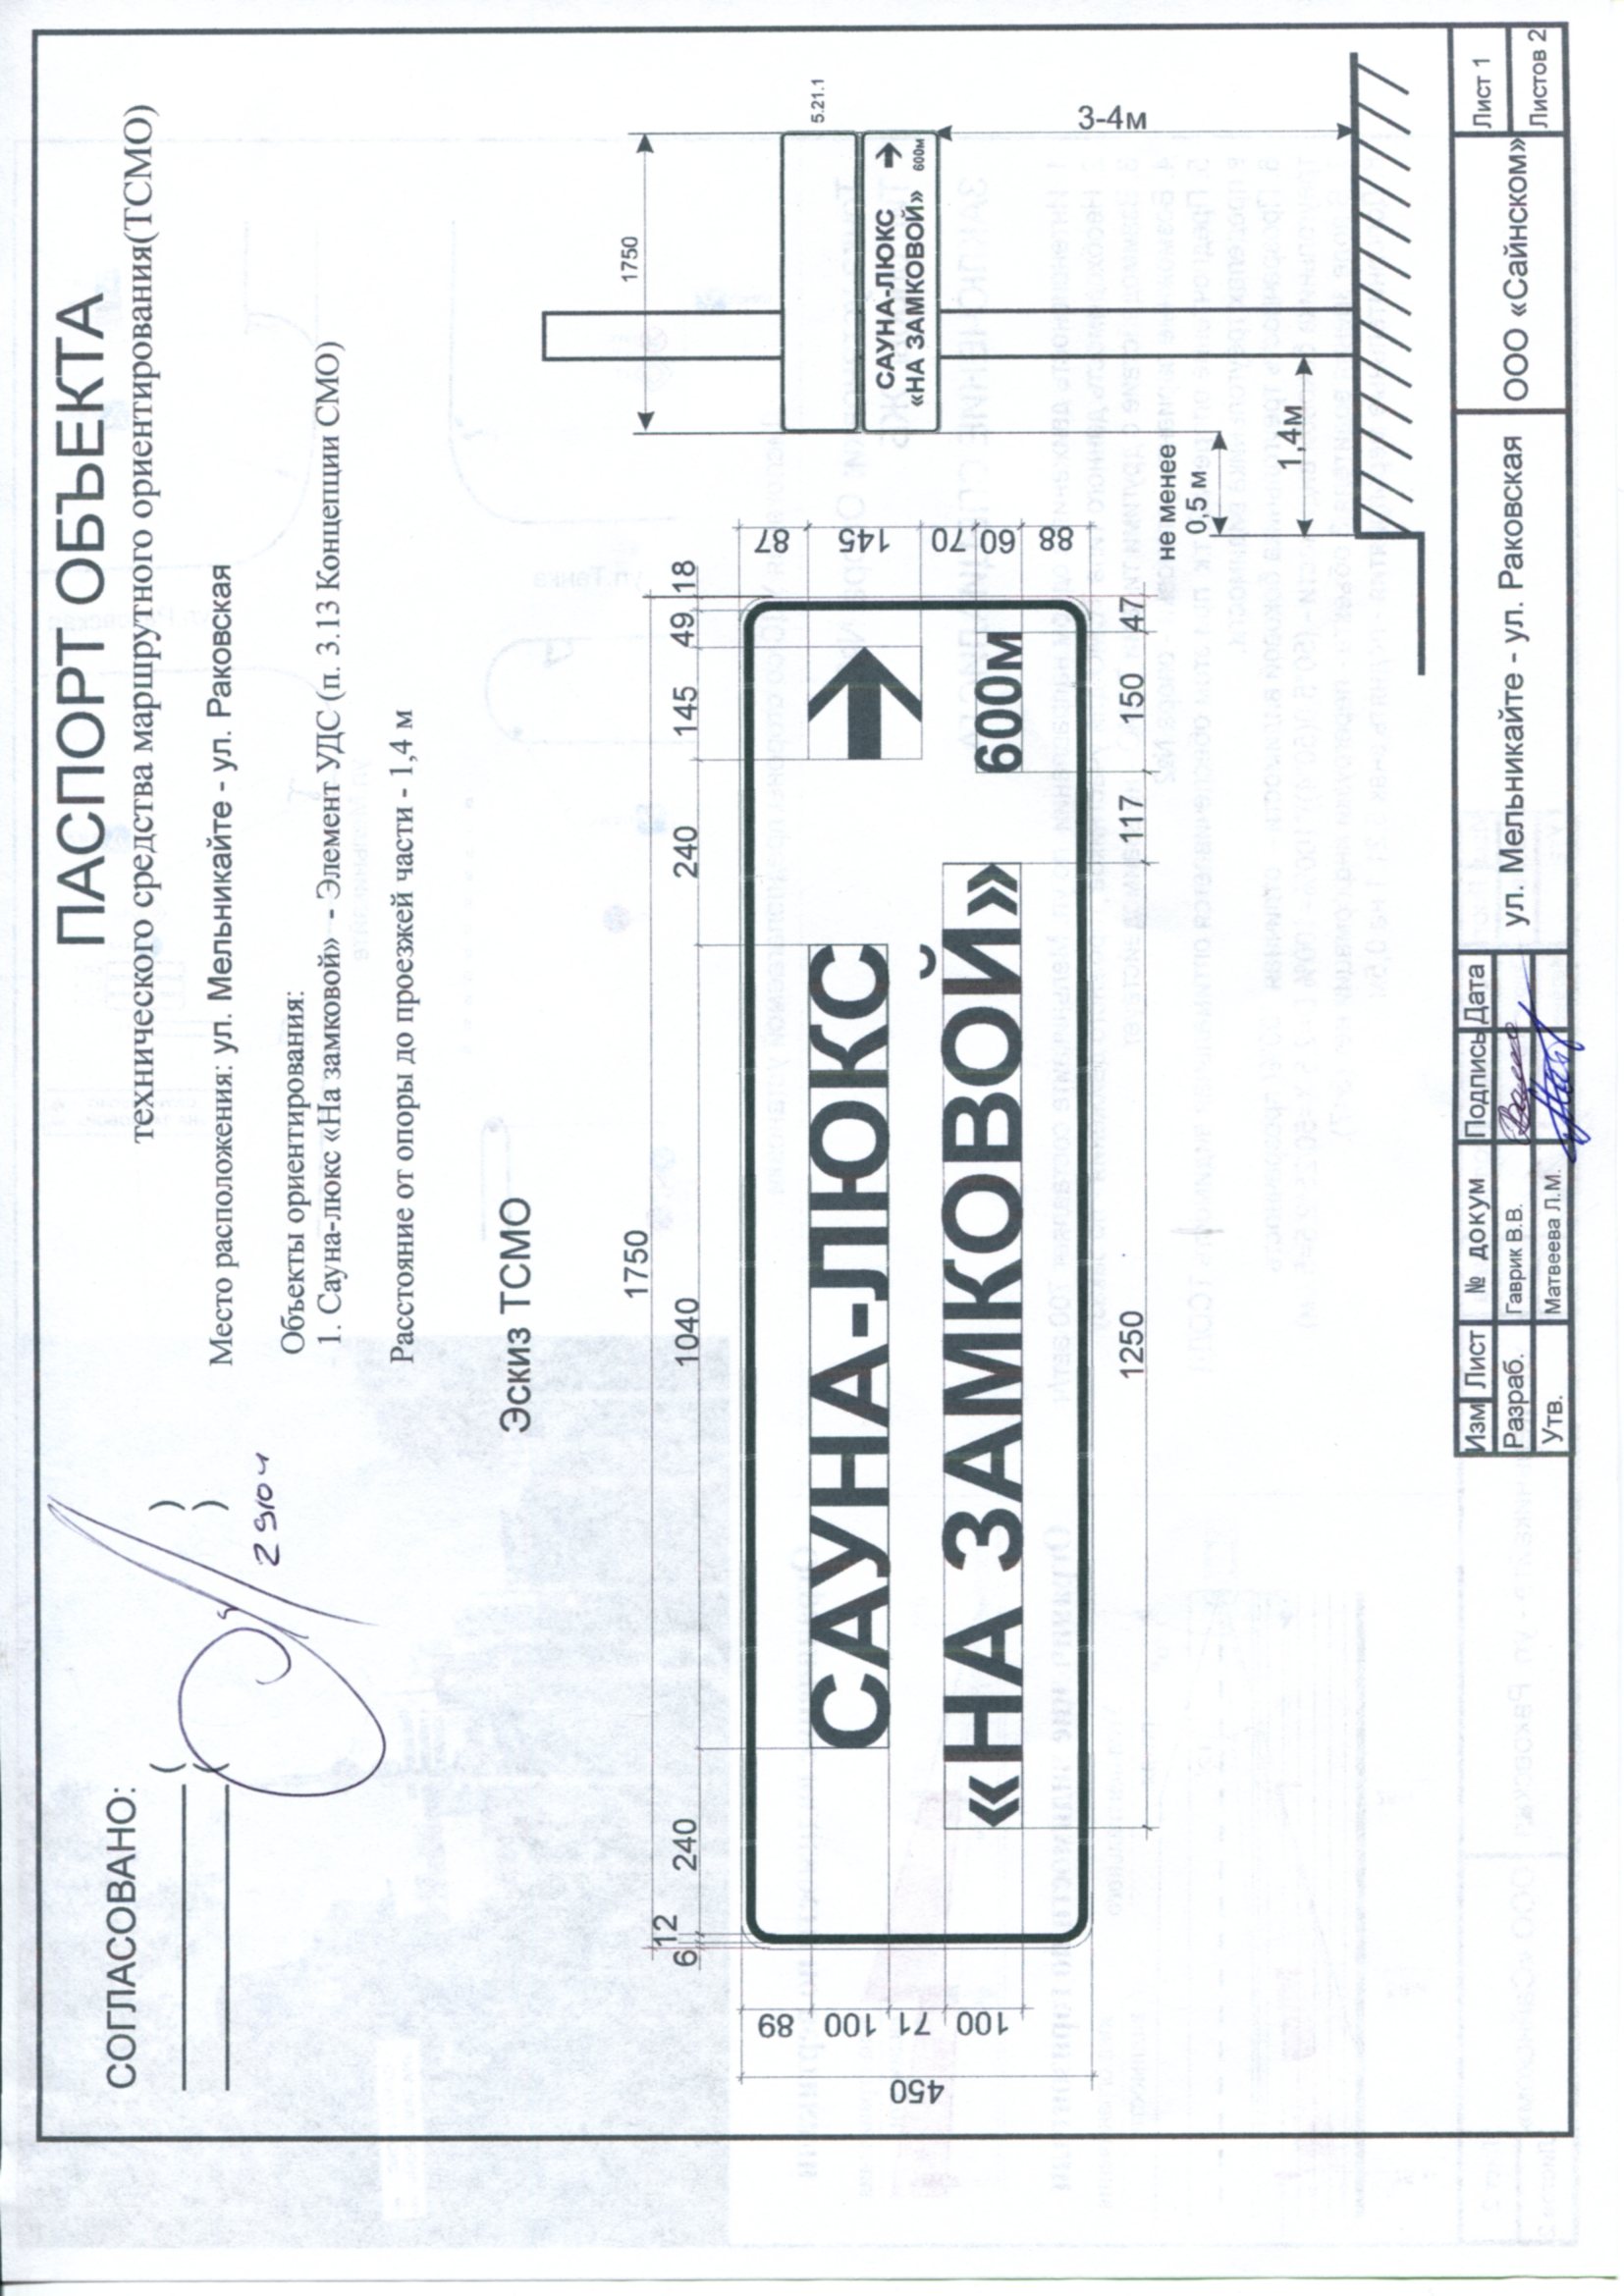 ПАСПОРТ ОБЪЕКТА
технического средства маршрутного ориентирования(ТСМО)
СОГЛАСОВАНО:
( )
( )
Место расположения: ул. Мельникайте - ул. Раковская
Объекты ориентирования:
1. Сауна-люкс «На замковой» - Элемент УДС (п. 3.13 Концепции СМО)
Расстояние от опоры до проезжей части - 1,4 м
Эскиз ТСМО
1750
6 12 240 1040 240 145 49 18
89 100 71 100
450
САУНА-ЛЮКС
«НА ЗАМКОВОЙ» 600м
87 145 70 60 88
1250 117 150 47
1750
5.21.1
САУНА-ЛЮКС
«НА ЗАМКОВОЙ» 600м
3-4м
не менее
0,5 м
1,4м
Изм Лист № докум Подпись Дата
Разраб. Гаврик В.В.
Утв. Матвеева Л.М.
ул. Мельникайте - ул. Раковская
ООО «Сайнском»
Лист 1
Листов 2